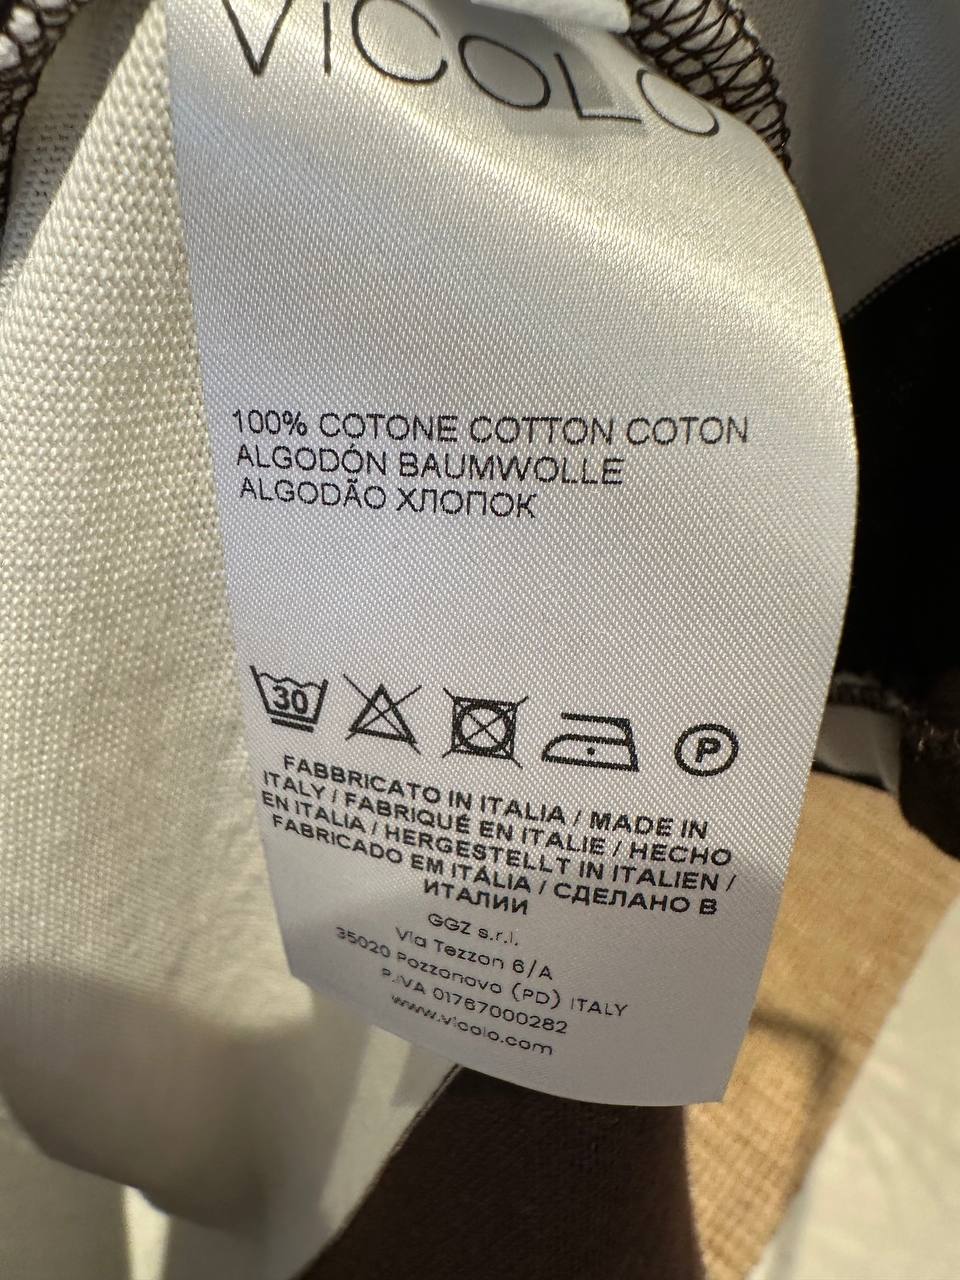 VICOLO
100% COTONE COTTON COTON
ALGODÓN BAUMWOLLE
ALGODÃO ХЛОПОК
30
P
FABBRICATO IN ITALIA / MADE IN
ITALY / FABRIQUÉ EN ITALIE / HECHO
EN ITALIA / HERGESTELLT IN ITALIEN /
FABRICADO EM ITÁLIA / СДЕЛАНО В
ИТАЛИИ
GGZ s.r.l.
Via Tezzon 6/A
35020 Pozzonovo (PD) ITALY
P.IVA 01767000282
www.vicolo.com